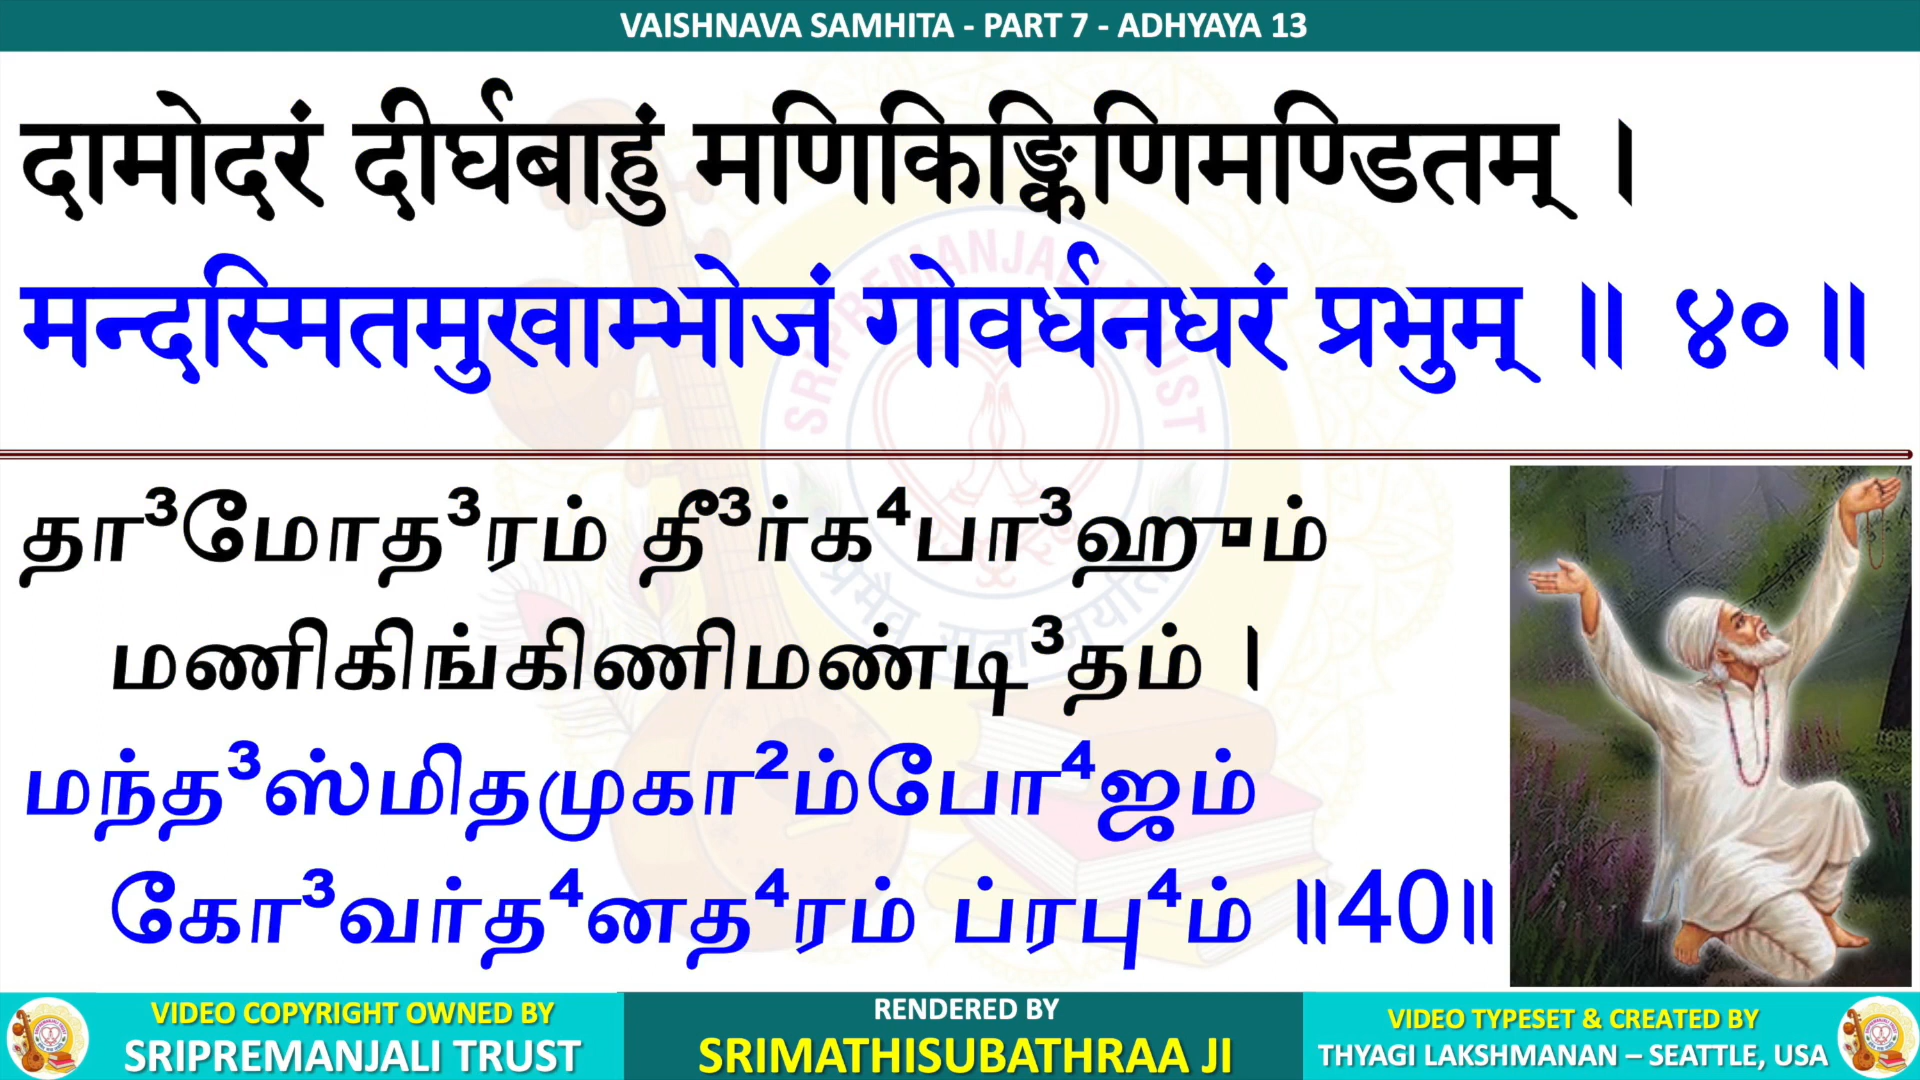 VAISHNAVA SAMHITA - PART 7 - ADHYAYA 13
दामोदरं दीर्घबाहुं मणिकिङ्किणिमण्डितम् ।
मन्दस्मितमुखाम्भोजं गोवर्धनधरं प्रभुम् ॥ ४० ॥
SRIPREMANJALI TRUST
தா³மோத³ரம் தீ³ர்க⁴பா³ஹும்
மணிகிங்கிணிமண்டி³தம் ।
மந்த³ஸ்மிதமுகா²ம்போ⁴ஜம்
கோ³வர்த⁴னத⁴ரம் ப்ரபு⁴ம் ॥40॥
VIDEO COPYRIGHT OWNED BY
SRIPREMANJALI TRUST
RENDERED BY
SRIMATHISUBATHRAA JI
VIDEO TYPESET & CREATED BY
THYAGI LAKSHMANAN – SEATTLE, USA